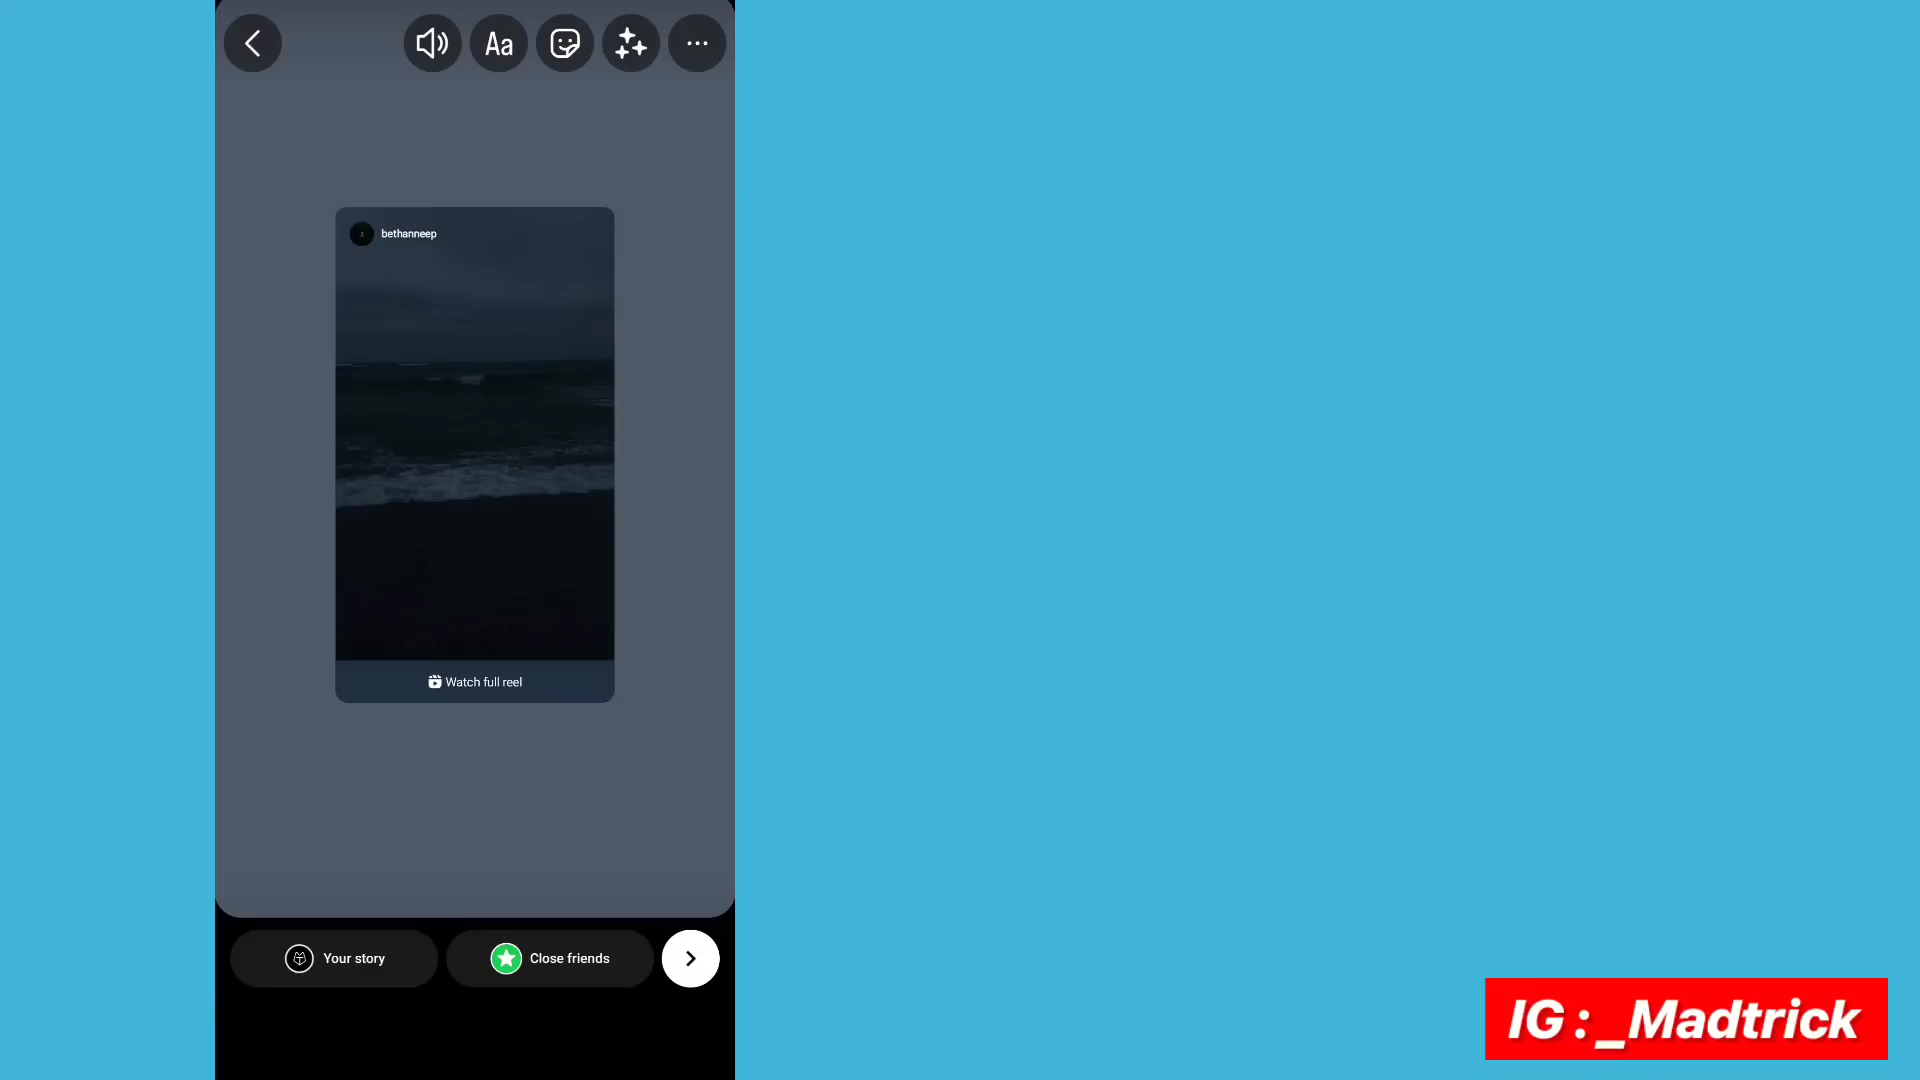 Aa
bethanneep
Watch full reel
Your story
Close friends
IG : _Madtrick